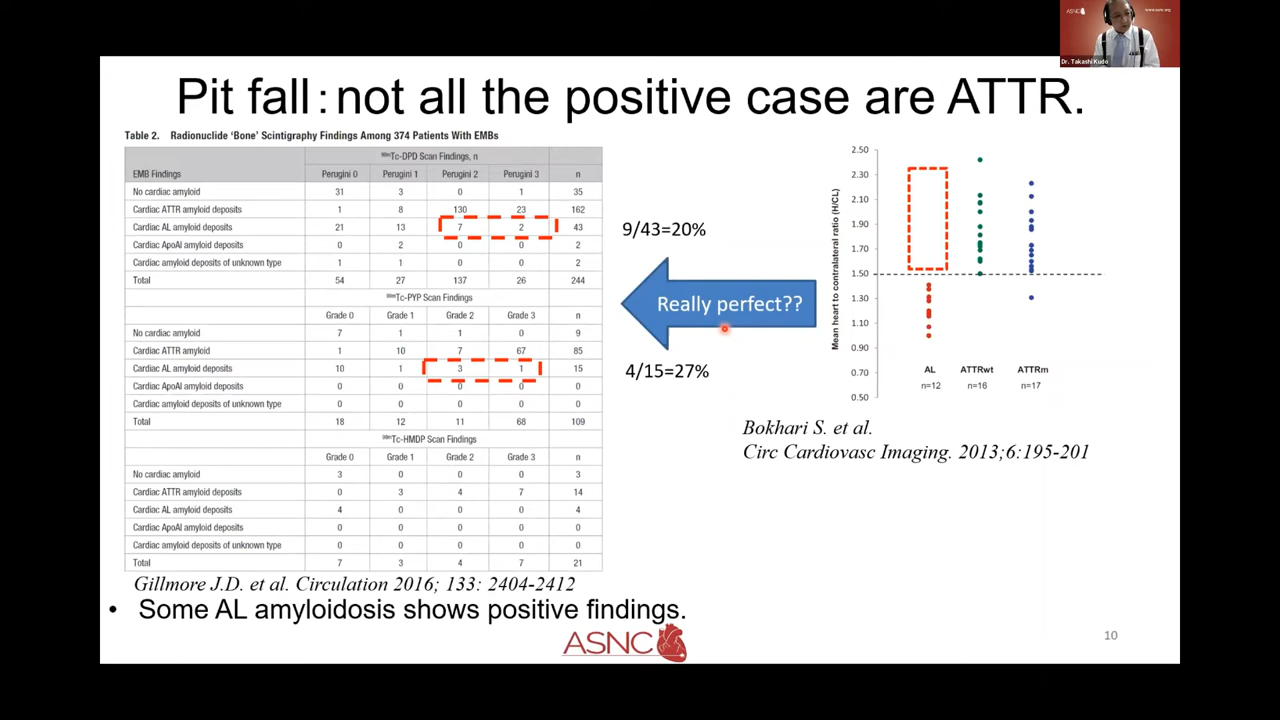 ASNC
www.asnc.org
Dr. Takashi Kudo
Pit fall：not all the positive case are ATTR.
Table 2. Radionuclide ‘Bone’ Scintigraphy Findings Among 374 Patients With EMBs
99mTc-DPD Scan Findings, n
EMB Findings Perugini 0 Perugini 1 Perugini 2 Perugini 3 n
No cardiac amyloid 31 3 0 1 35
Cardiac ATTR amyloid deposits 1 8 130 23 162
Cardiac AL amyloid deposits 21 13 7 2 43
Cardiac ApoAI amyloid deposits 0 2 0 0 2
Cardiac amyloid deposits of unknown type 1 1 0 0 2
Total 54 27 137 26 244
99mTc-PYP Scan Findings
Grade 0 Grade 1 Grade 2 Grade 3 n
No cardiac amyloid 7 1 1 0 9
Cardiac ATTR amyloid 1 10 7 67 85
Cardiac AL amyloid deposits 10 1 3 1 15
Cardiac ApoAI amyloid deposits 0 0 0 0 0
Cardiac amyloid deposits of unknown type 0 0 0 0 0
Total 18 12 11 68 109
99mTc-HMDP Scan Findings
Grade 0 Grade 1 Grade 2 Grade 3 n
No cardiac amyloid 3 0 0 0 3
Cardiac ATTR amyloid deposits 0 3 4 7 14
Cardiac AL amyloid deposits 4 0 0 0 4
Cardiac ApoAI amyloid deposits 0 0 0 0 0
Cardiac amyloid deposits of unknown type 0 0 0 0 0
Total 7 3 4 7 21
Gillmore J.D. et al. Circulation 2016; 133: 2404-2412
9/43=20%
Really perfect??
4/15=27%
Mean heart to contralateral ratio (H/CL)
2.50
2.30
2.10
1.90
1.70
1.50
1.30
1.10
0.90
0.70
0.50
AL ATTRwt ATTRm
n=12 n=16 n=17
Bokhari S. et al.
Circ Cardiovasc Imaging. 2013;6:195-201
• Some AL amyloidosis shows positive findings.
ASNC
10